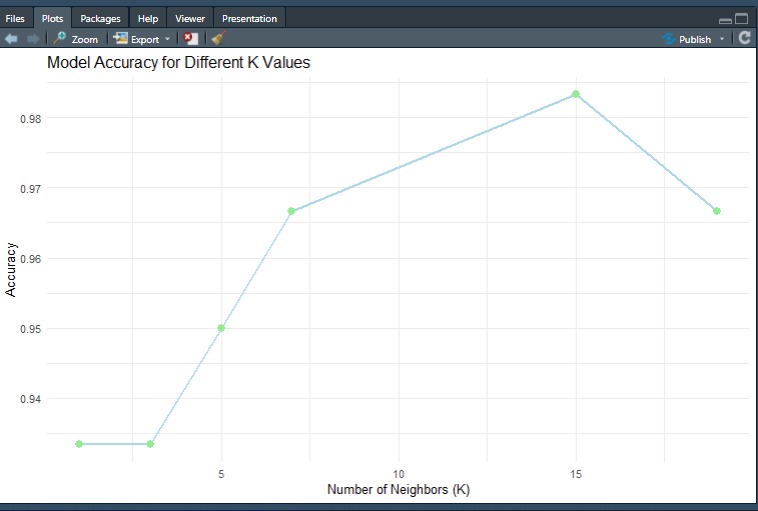 Files Plots Packages Help Viewer Presentation
Zoom Export Publish
Model Accuracy for Different K Values
0.98
0.97
0.96
0.95
0.94
Accuracy
5 10 15
Number of Neighbors (K)